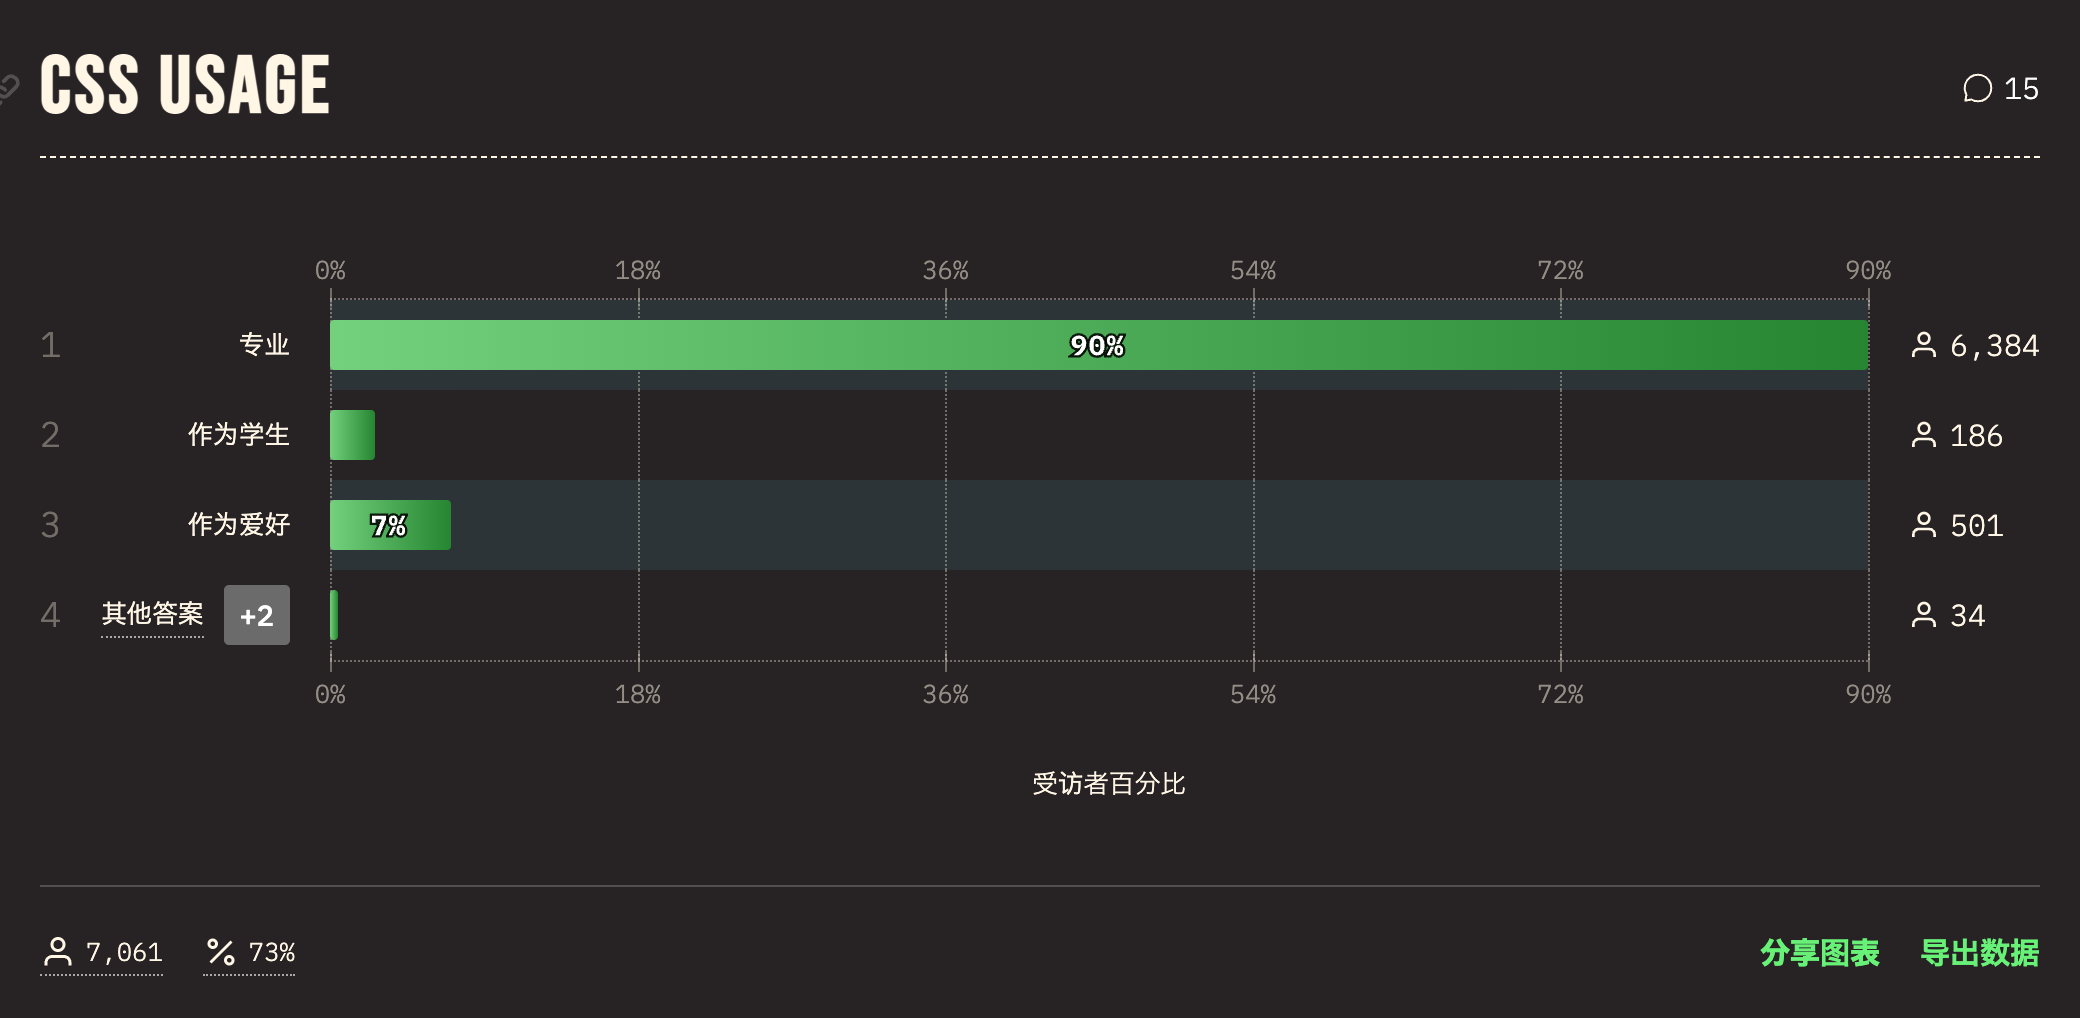 CSS USAGE
15
0% 18% 36% 54% 72% 90%
1 专业 90% 6,384
2 作为学生 186
3 作为爱好 7% 501
4 其他答案 +2 34
0% 18% 36% 54% 72% 90%
受访者百分比
7,061 73%
分享图表 导出数据